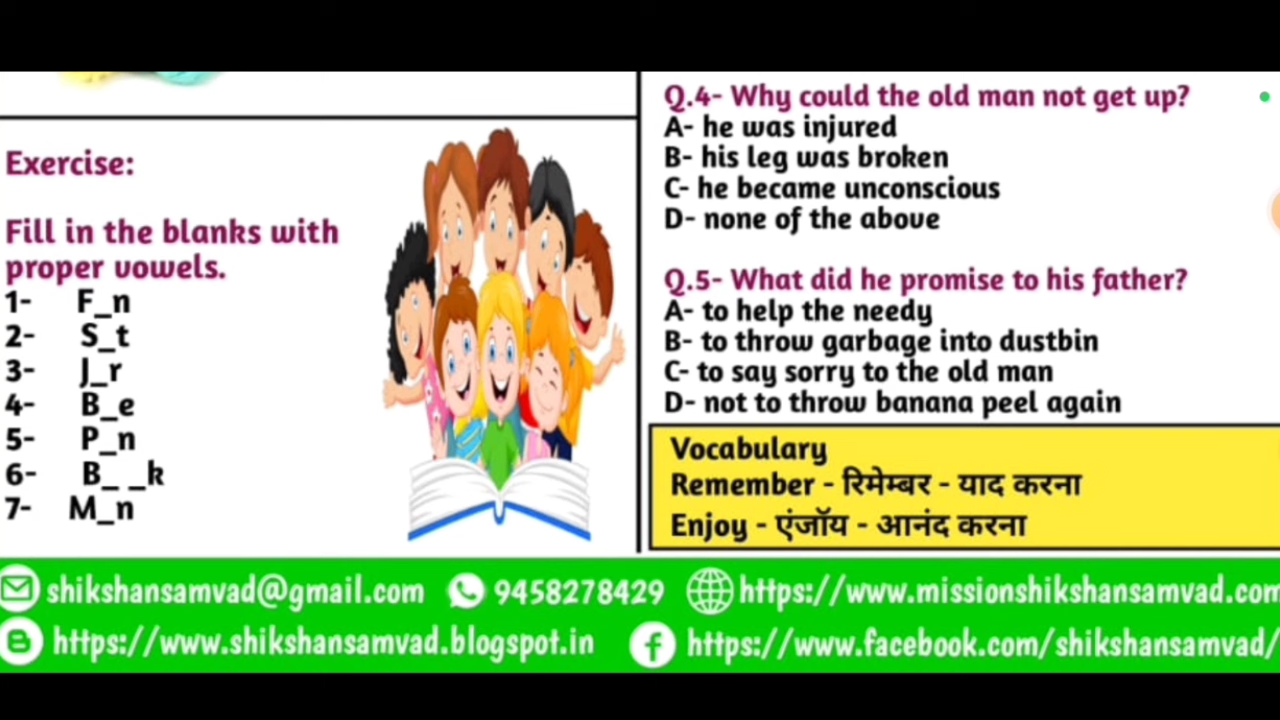 Exercise:
Fill in the blanks with
proper vowels.
1- F_n
2- S_t
3- J_r
4- B_e
5- P_n
6- B_ _k
7- M_n
Q.4- Why could the old man not get up?
A- he was injured
B- his leg was broken
C- he became unconscious
D- none of the above
Q.5- What did he promise to his father?
A- to help the needy
B- to throw garbage into dustbin
C- to say sorry to the old man
D- not to throw banana peel again
Vocabulary
Remember - रिमेम्बर - याद करना
Enjoy - एंजॉय - आनंद करना
shikshansamvad@gmail.com 9458278429 https://www.missionshikshansamvad.com
https://www.shikshansamvad.blogspot.in https://www.facebook.com/shikshansamvad/